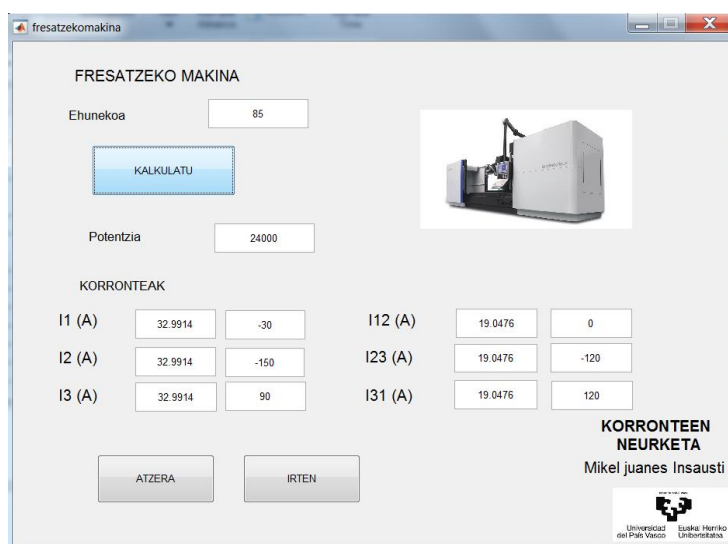 fresatzekomakina
FRESATZEKO MAKINA
Ehunekoa 85
KALKULATU
Potentzia 24000
KORRONTEAK
I1 (A) 32.9914 -30 I12 (A) 19.0476 0
I2 (A) 32.9914 -150 I23 (A) 19.0476 -120
I3 (A) 32.9914 90 I31 (A) 19.0476 120
KORRONTEEN
NEURKETA
Mikel juanes Insausti
ATZERA IRTEN
Universidad Euskal Herriko
del País Vasco Unibertsitatea